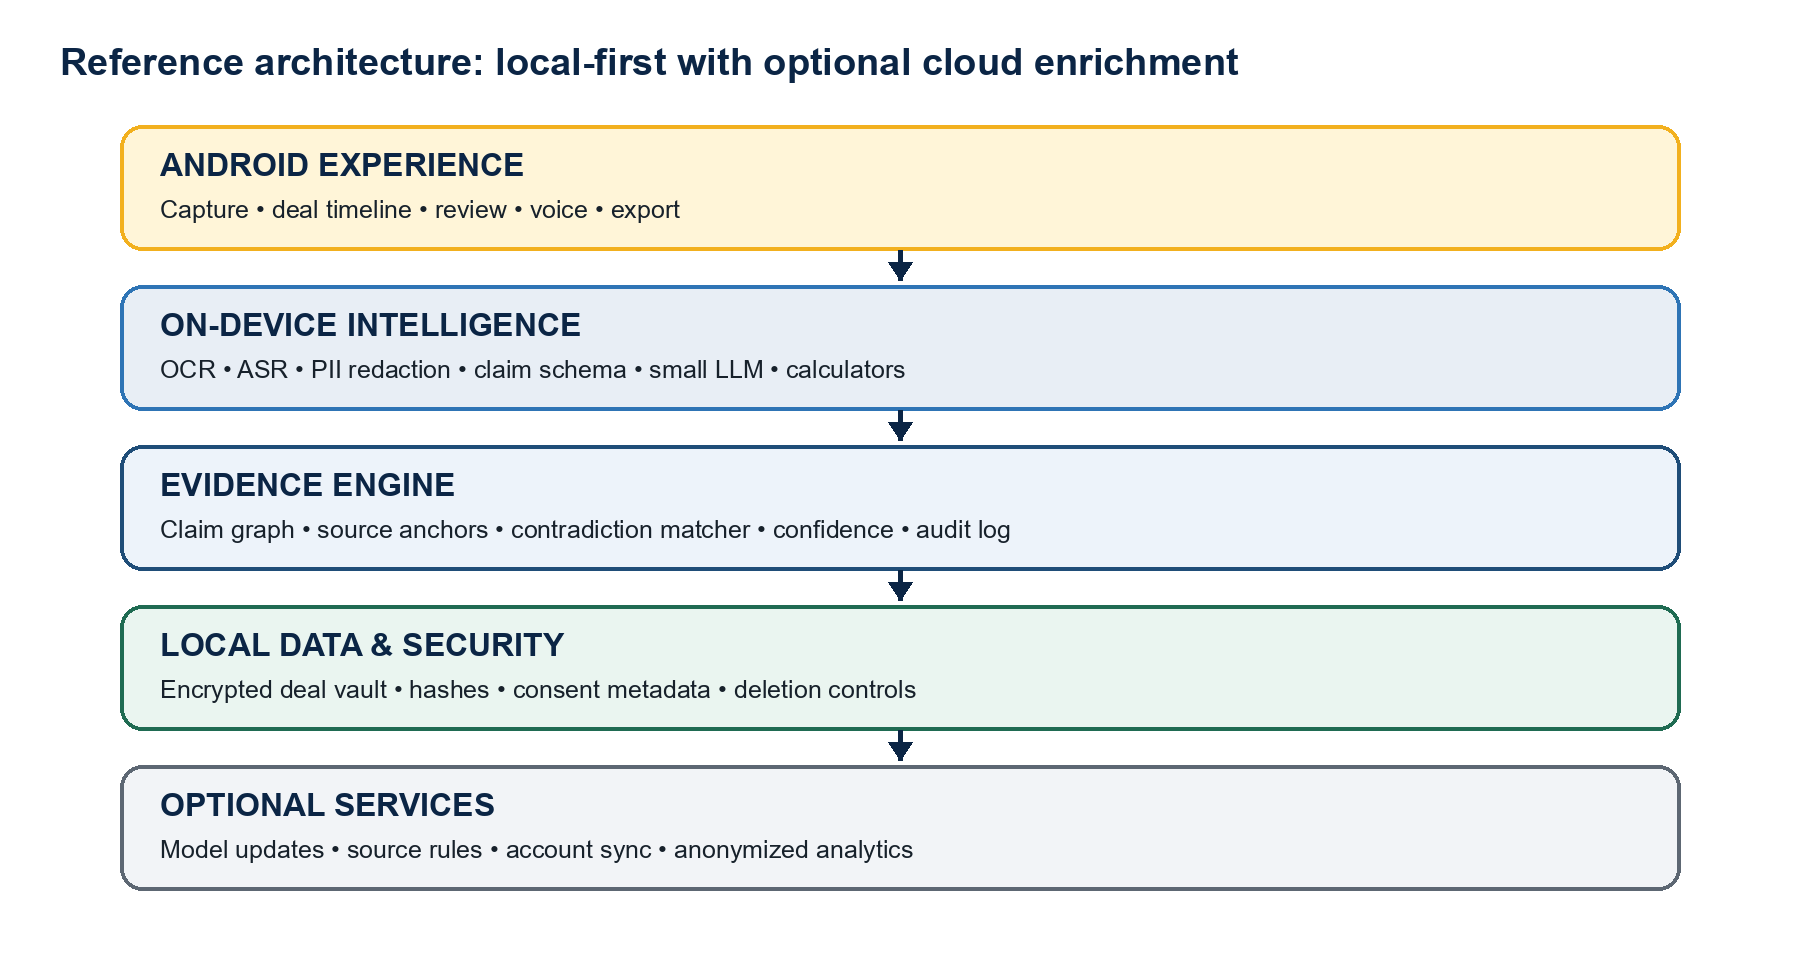 Reference architecture: local-first with optional cloud enrichment
ANDROID EXPERIENCE
Capture • deal timeline • review • voice • export
ON-DEVICE INTELLIGENCE
OCR • ASR • PII redaction • claim schema • small LLM • calculators
EVIDENCE ENGINE
Claim graph • source anchors • contradiction matcher • confidence • audit log
LOCAL DATA & SECURITY
Encrypted deal vault • hashes • consent metadata • deletion controls
OPTIONAL SERVICES
Model updates • source rules • account sync • anonymized analytics